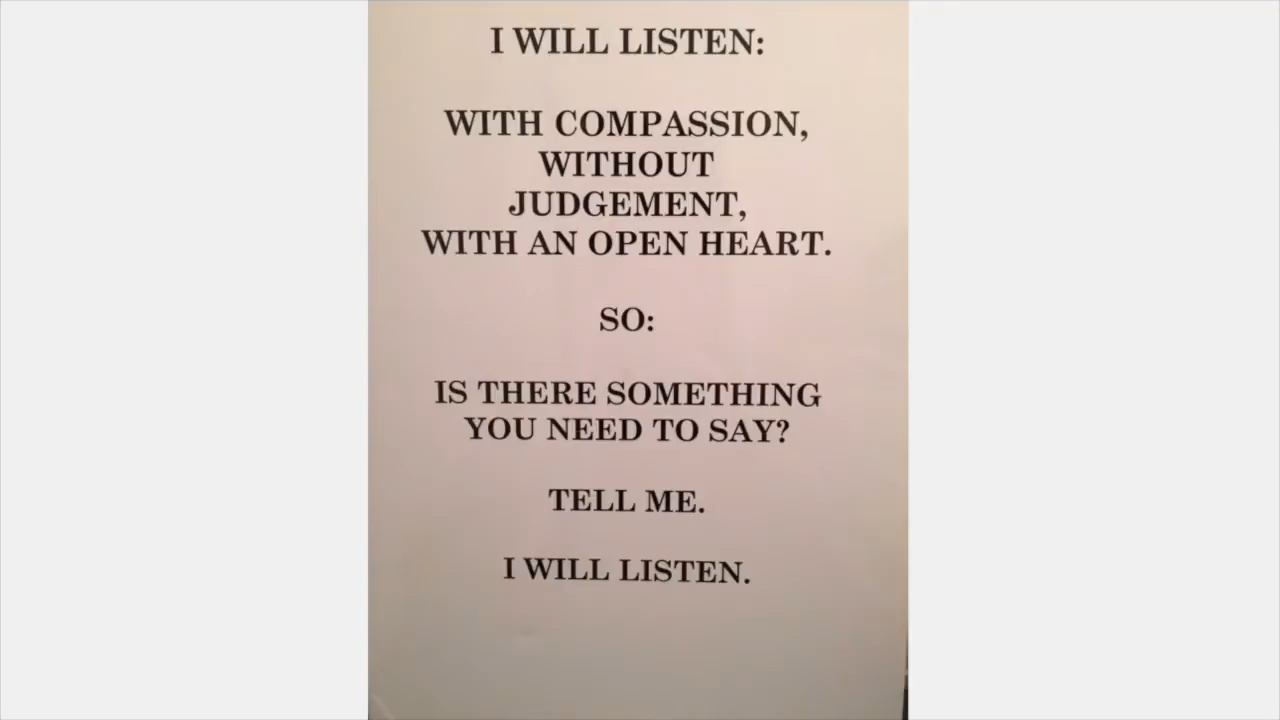 I WILL LISTEN:
WITH COMPASSION,
WITHOUT
JUDGEMENT,
WITH AN OPEN HEART.
SO:
IS THERE SOMETHING
YOU NEED TO SAY?
TELL ME.
I WILL LISTEN.